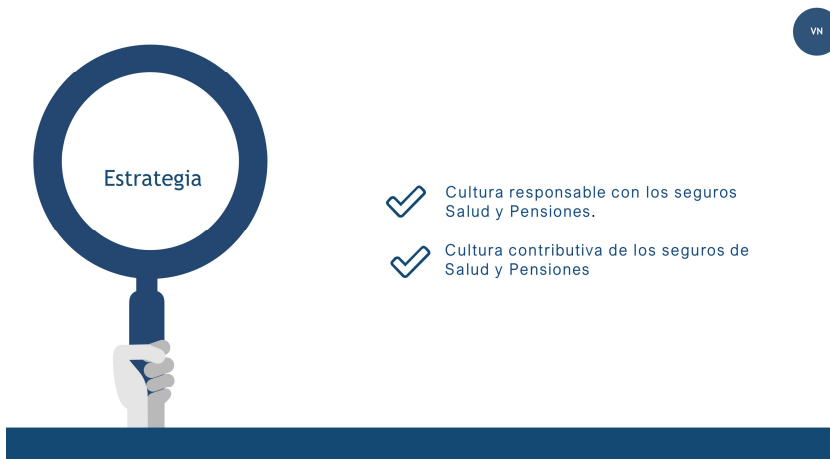 VN
Estrategia
Cultura responsable con los seguros
Salud y Pensiones.
Cultura contributiva de los seguros de
Salud y Pensiones